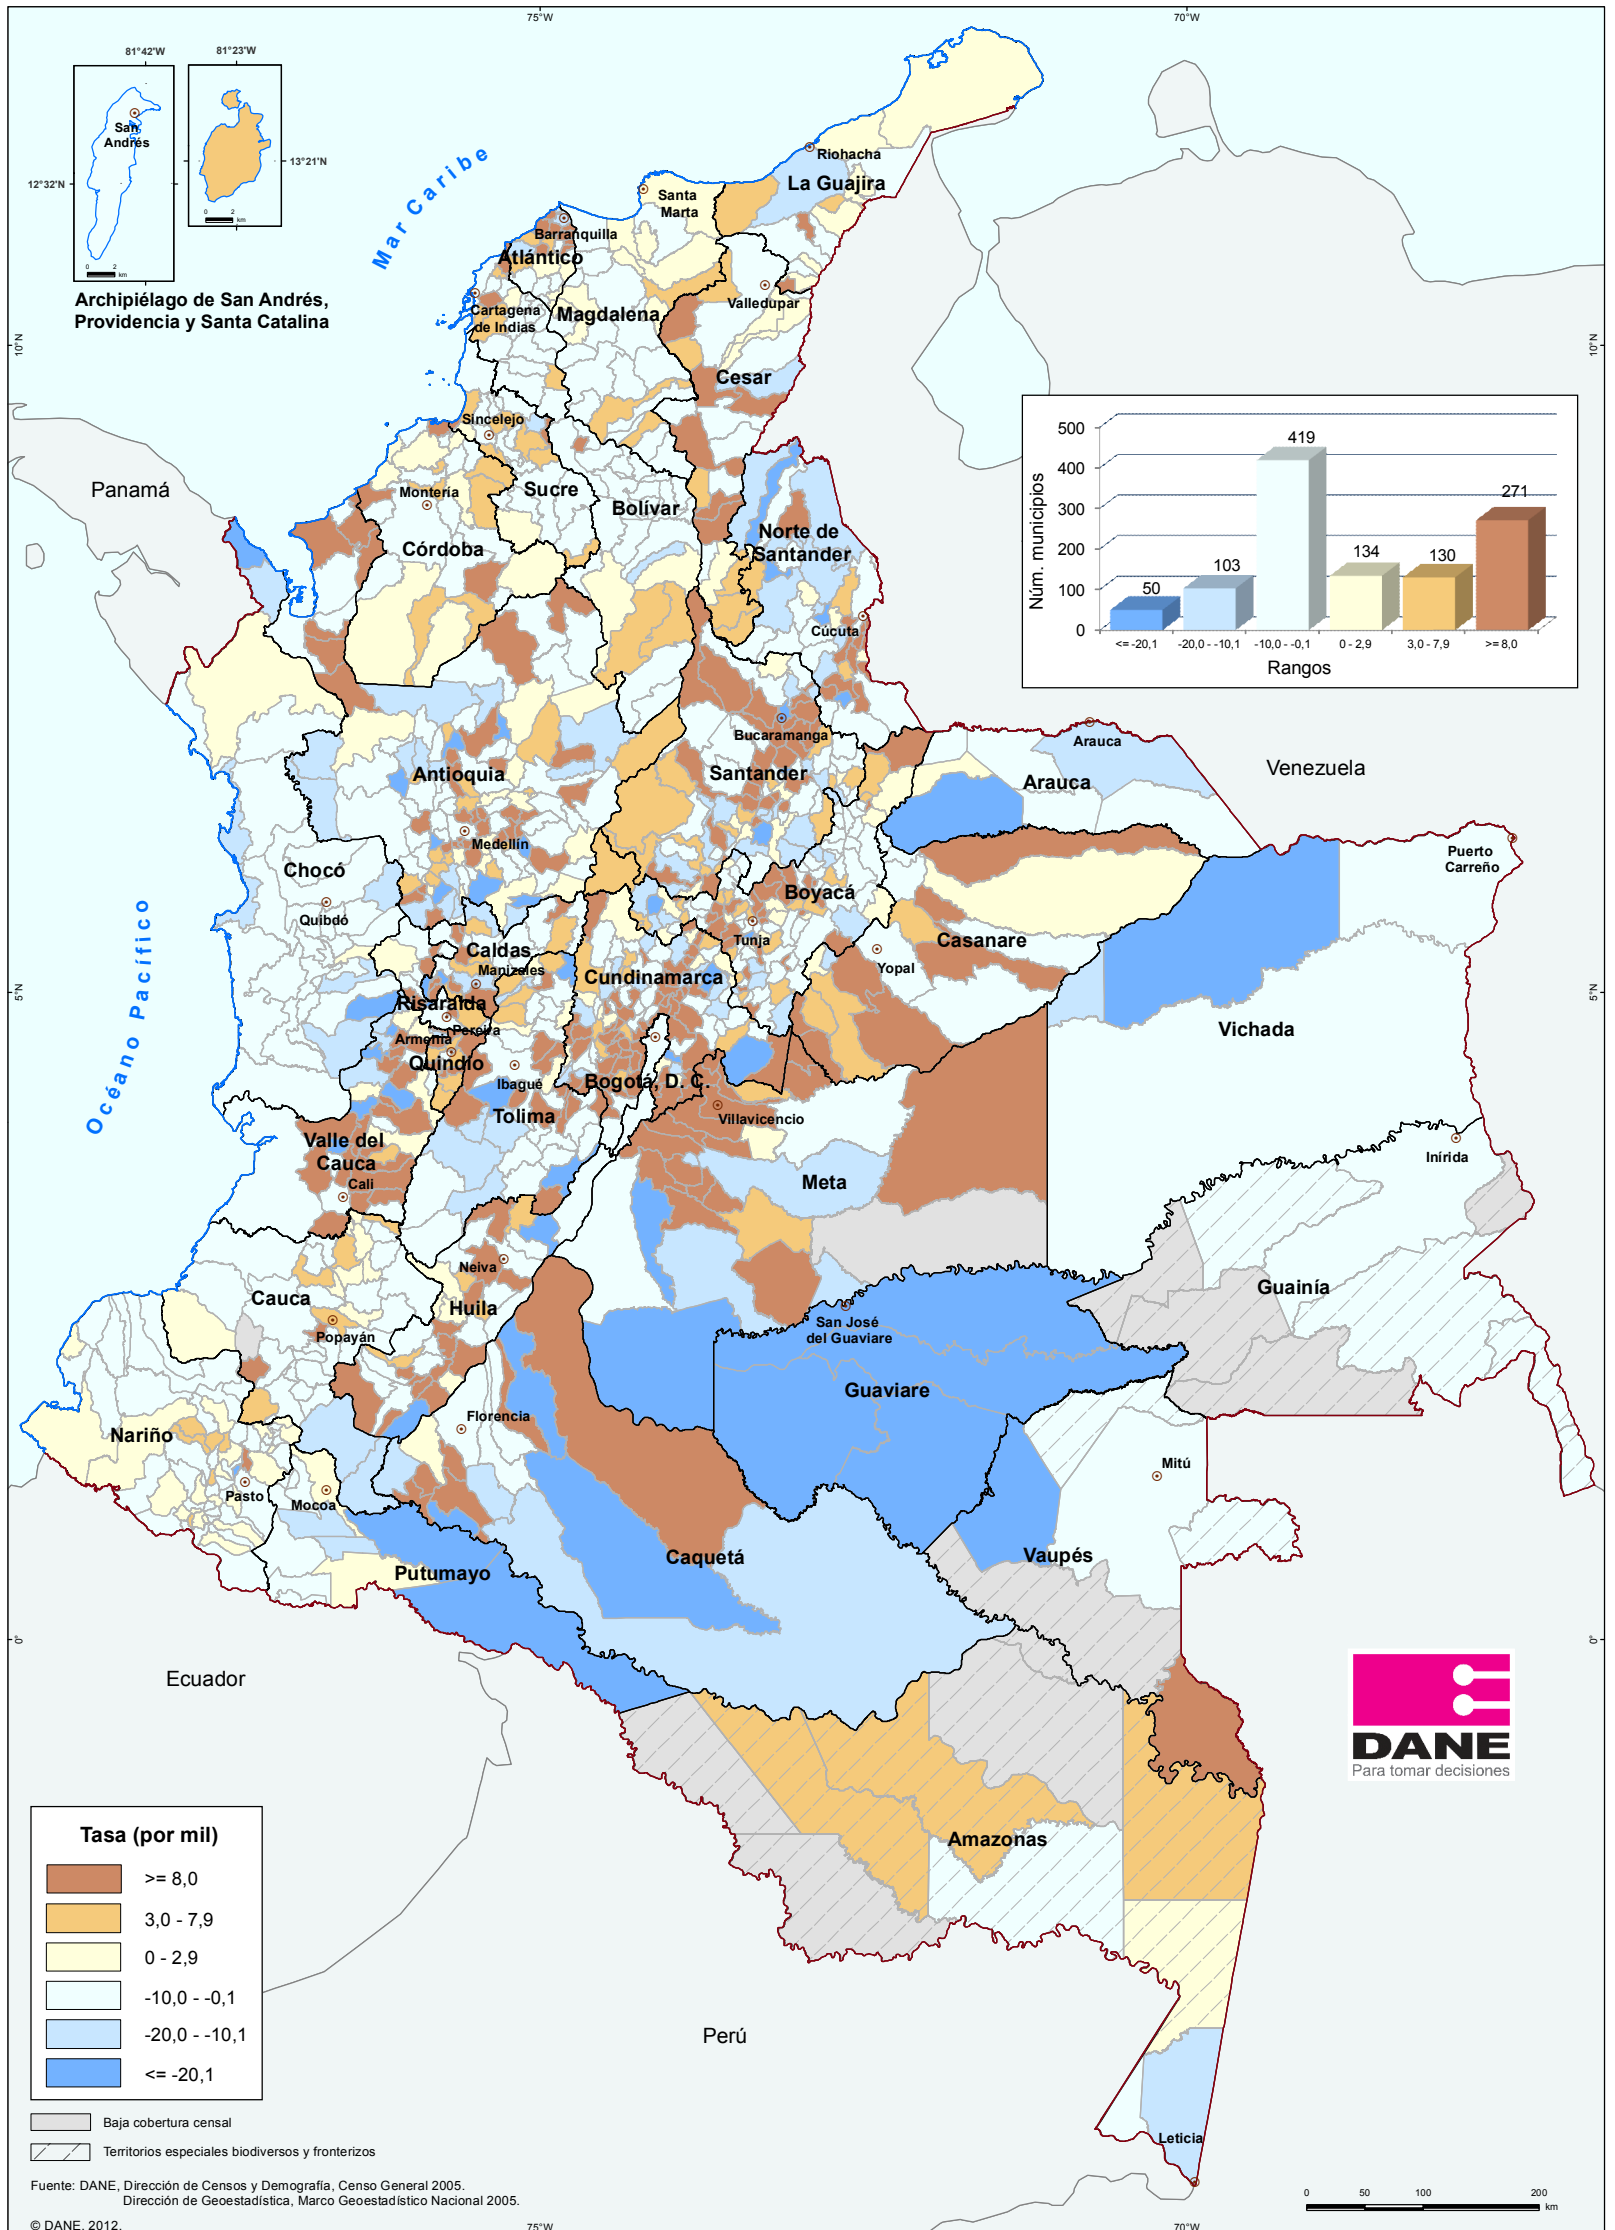 75°W
70°W
81°42'W
81°23'W
San
Andrés
13°21'N
12°32'N
0 2 km
0 2 km
Archipiélago de San Andrés,
Providencia y Santa Catalina
Mar Caribe
Riohacha
La Guajira
Santa
Marta
Barranquilla
Atlántico
Cartagena
de Indias
Magdalena
Valledupar
10°N
10°N
Cesar
Sincelejo
Panamá
Montería
Sucre
Bolívar
Córdoba
Norte de
Santander
Cúcuta
Núm. municipios
500
400
300
200
100
0
50
103
419
134
130
271
<= -20,1
-20,0 - -10,1
-10,0 - -0,1
0 - 2,9
3,0 - 7,9
>= 8,0
Rangos
Bucaramanga
Arauca
Venezuela
Antioquia
Santander
Arauca
Medellín
Puerto
Carreño
Chocó
Boyacá
Quibdó
Tunja
Casanare
Caldas
Manizales
Yopal
Cundinamarca
5°N
5°N
Océano Pacífico
Risaralda
Pereira
Vichada
Armenia
Quindío
Ibagué
Bogotá, D. C.
Tolima
Villavicencio
Valle del
Cauca
Cali
Inírida
Meta
Neiva
Guainía
Cauca
Huila
Popayán
San José
del Guaviare
Guaviare
Florencia
Nariño
Mitú
Pasto
Mocoa
Caquetá
Vaupés
Putumayo
0°
0°
Ecuador
DANE
Para tomar decisiones
Amazonas
Tasa (por mil)
>= 8,0
3,0 - 7,9
0 - 2,9
-10,0 - -0,1
-20,0 - -10,1
<= -20,1
Perú
Baja cobertura censal
Territorios especiales biodiversos y fronterizos
Leticia
Fuente: DANE, Dirección de Censos y Demografía, Censo General 2005.
Dirección de Geoestadística, Marco Geoestadístico Nacional 2005.
© DANE, 2012.
0 50 100 200
km
75°W
70°W